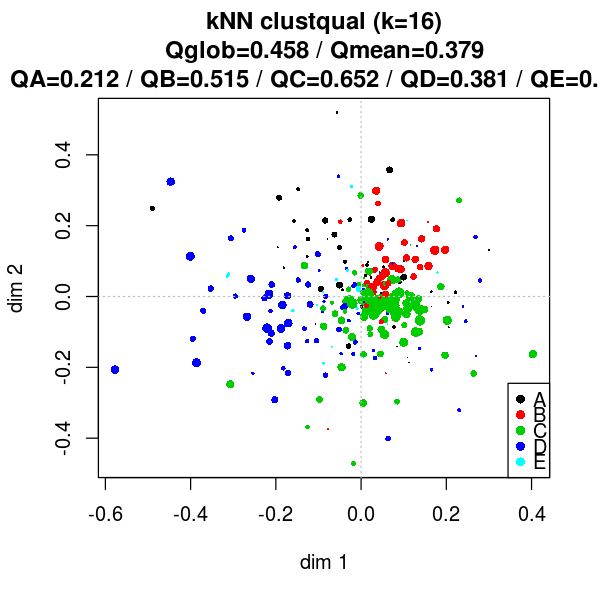 kNN clustqual (k=16)
Qglob=0.458 / Qmean=0.379
QA=0.212 / QB=0.515 / QC=0.652 / QD=0.381 / QE=0.
dim 2
0.4
0.2
0.0
-0.2
-0.4
A
B
C
D
E
-0.6 -0.4 -0.2 0.0 0.2 0.4
dim 1